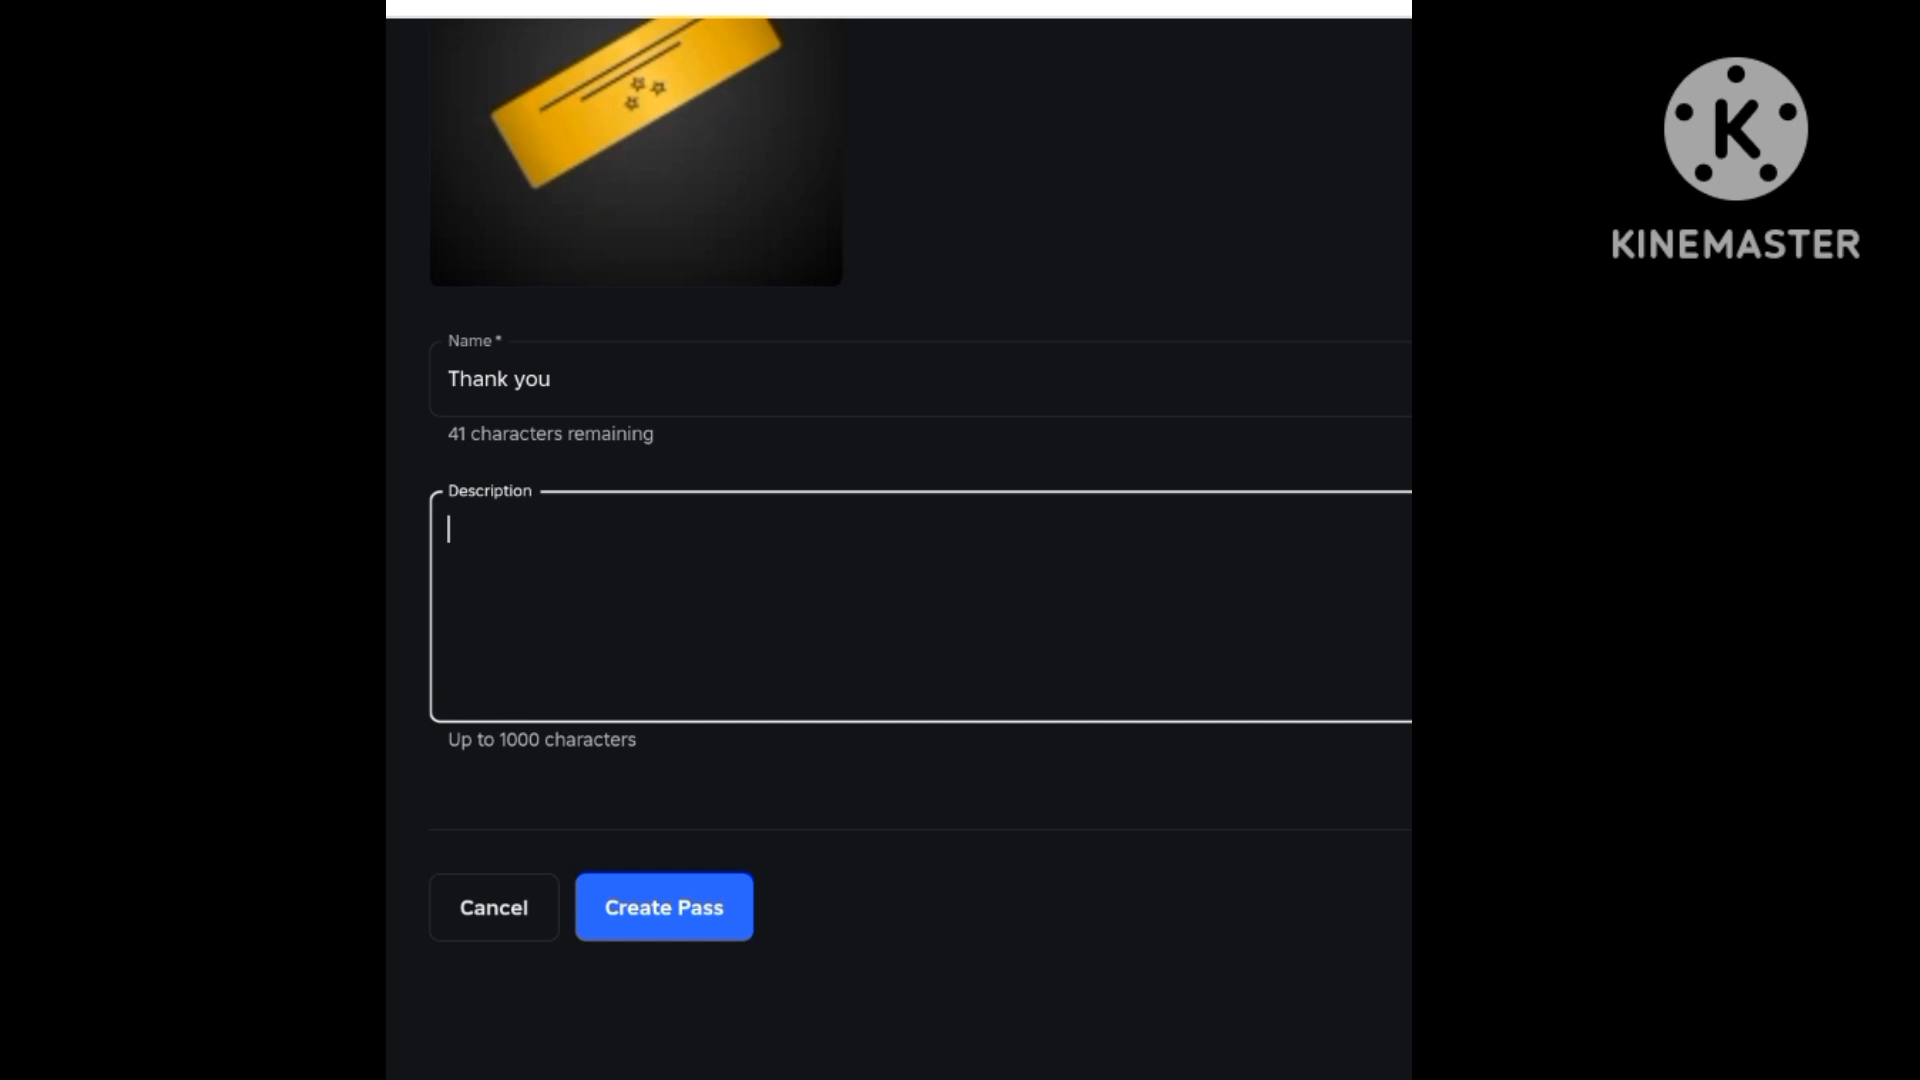 KINEMASTER
Name *
Thank you
41 characters remaining
Description
Up to 1000 characters
Cancel
Create Pass